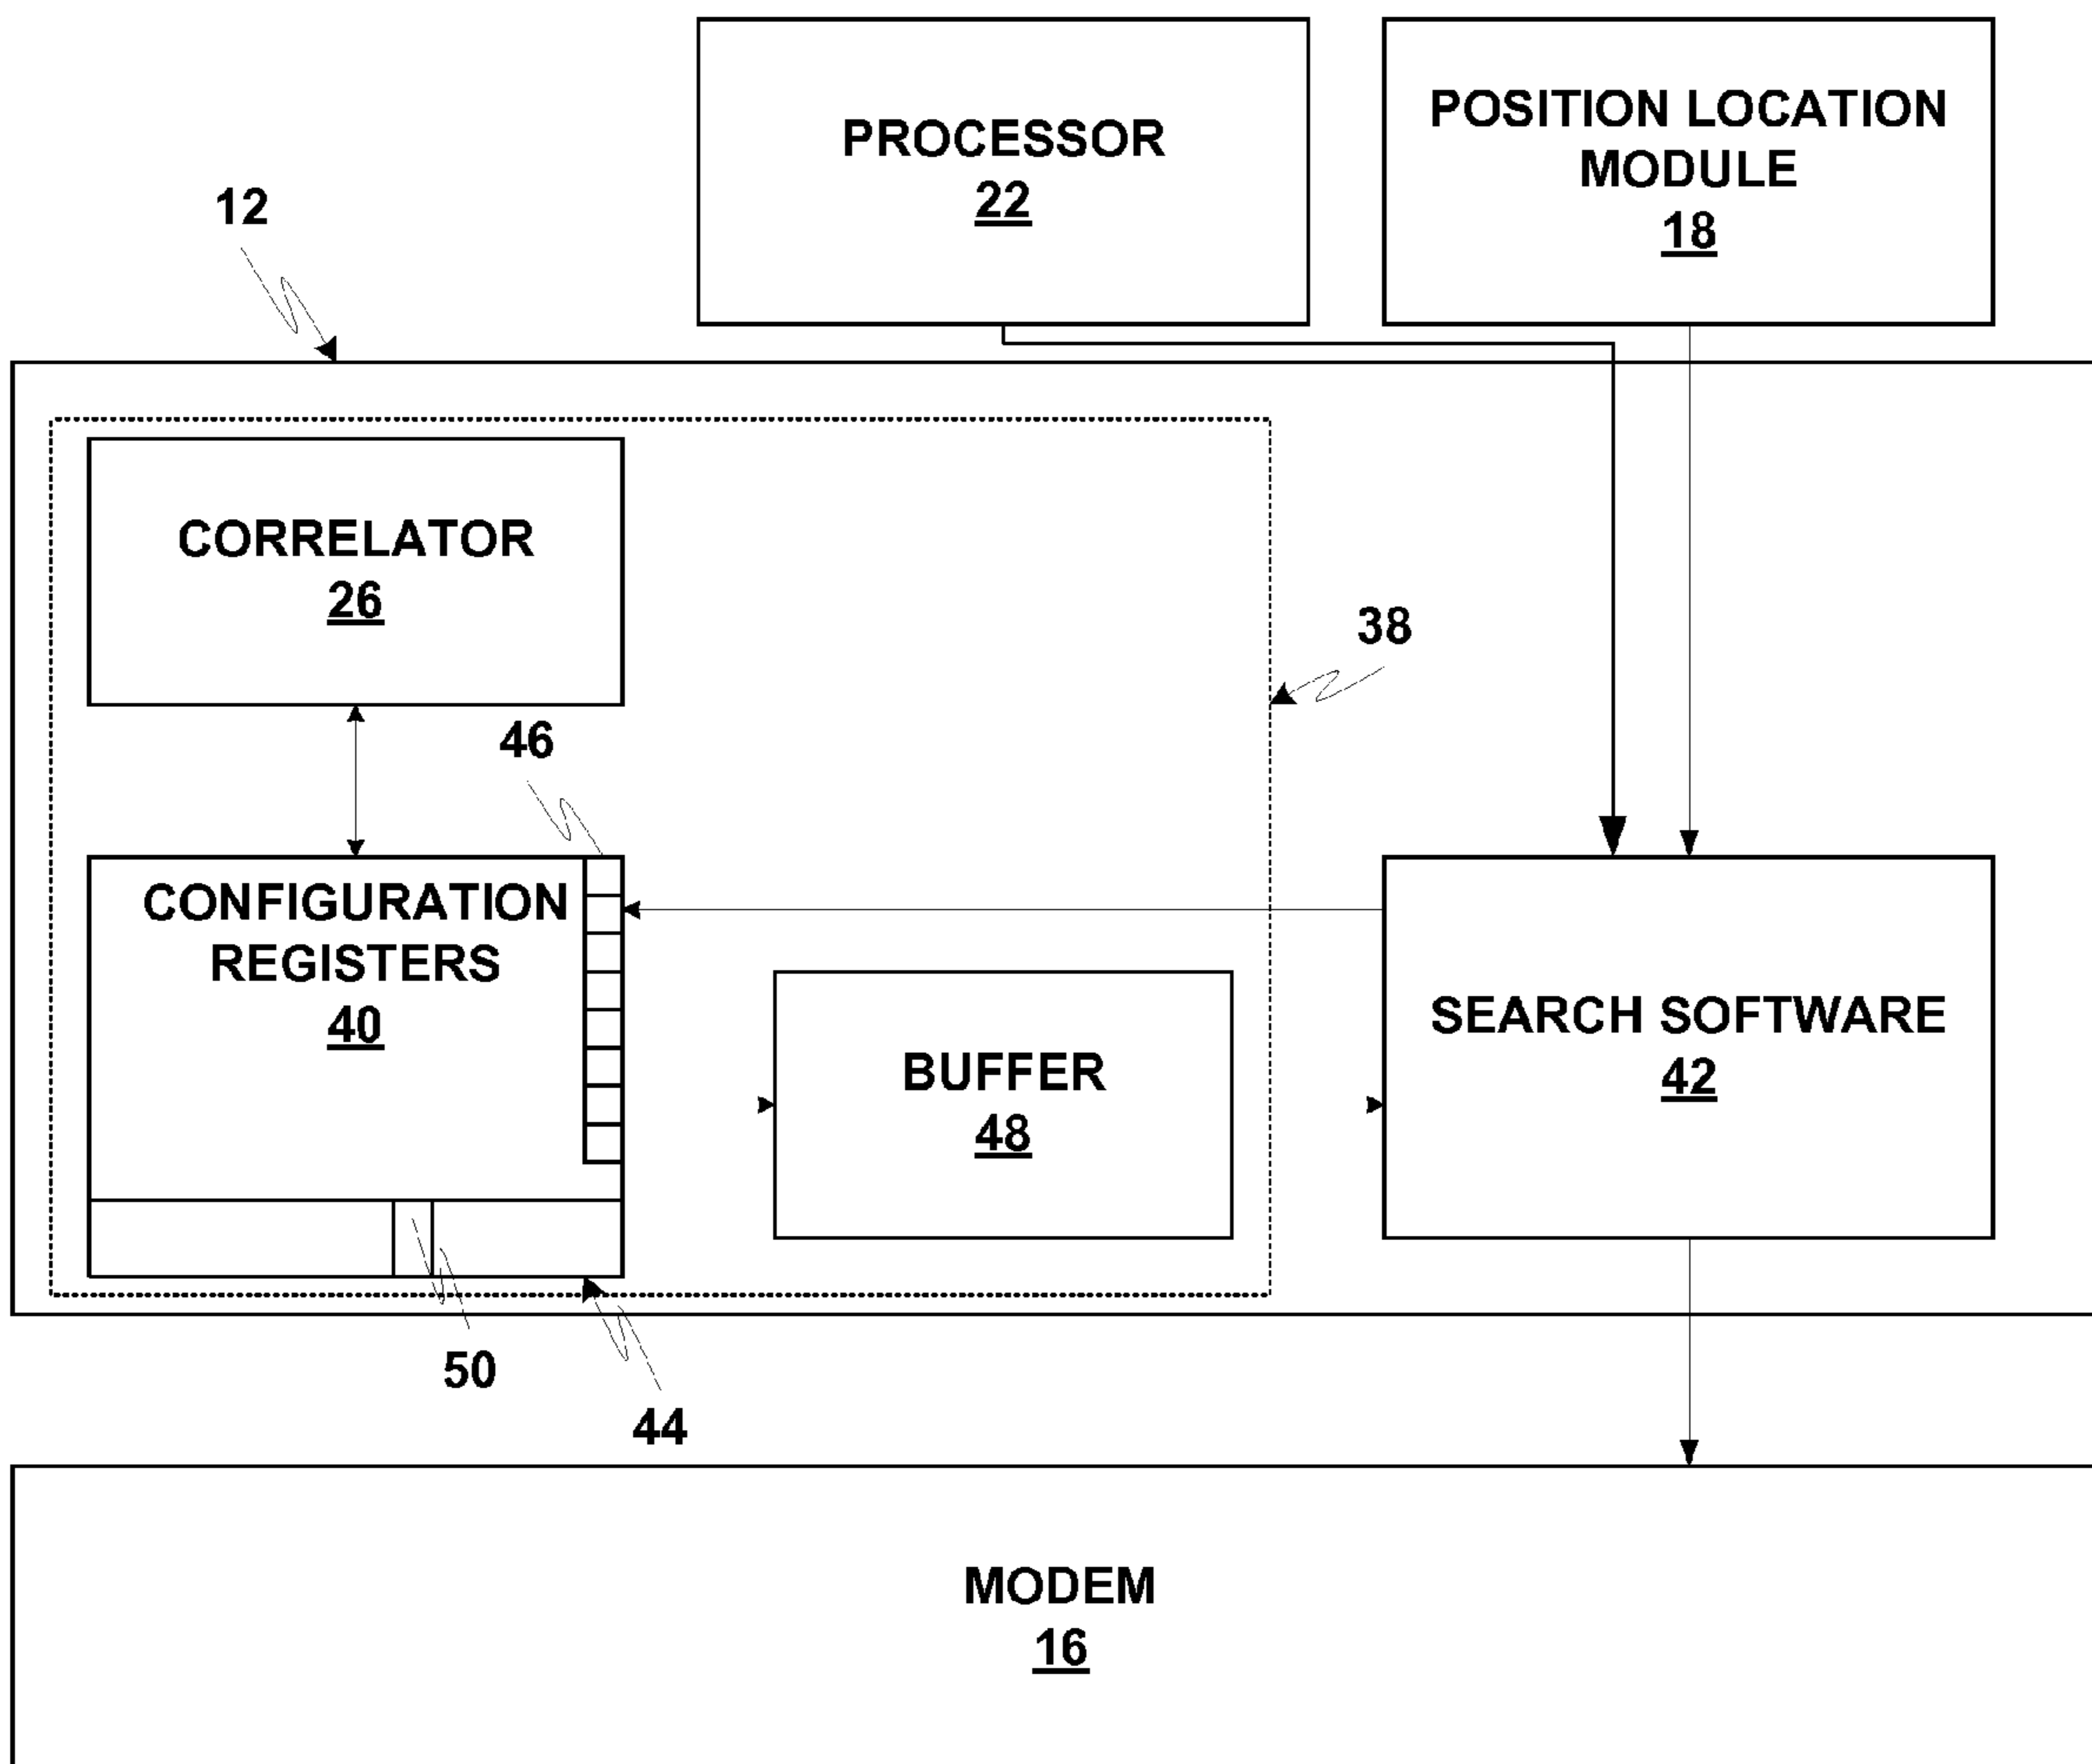 PROCESSOR
22
POSITION LOCATION
MODULE
18
12
CORRELATOR
26
38
46
CONFIGURATION
REGISTERS
40
BUFFER
48
SEARCH SOFTWARE
42
50
44
MODEM
16